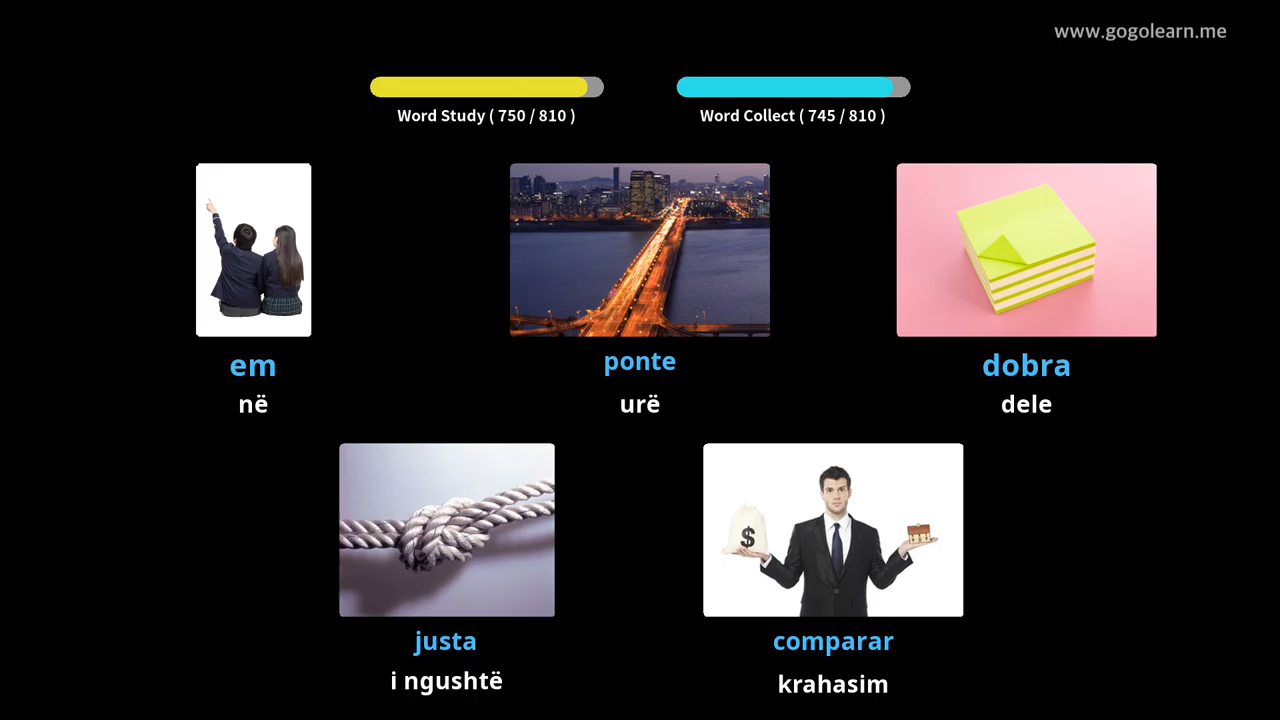 www.gogolearn.me
Word Study ( 750 / 810 )
Word Collect ( 745 / 810 )
em
ponte
dobra
në
urë
dele
justa
comparar
i ngushtë
krahasim